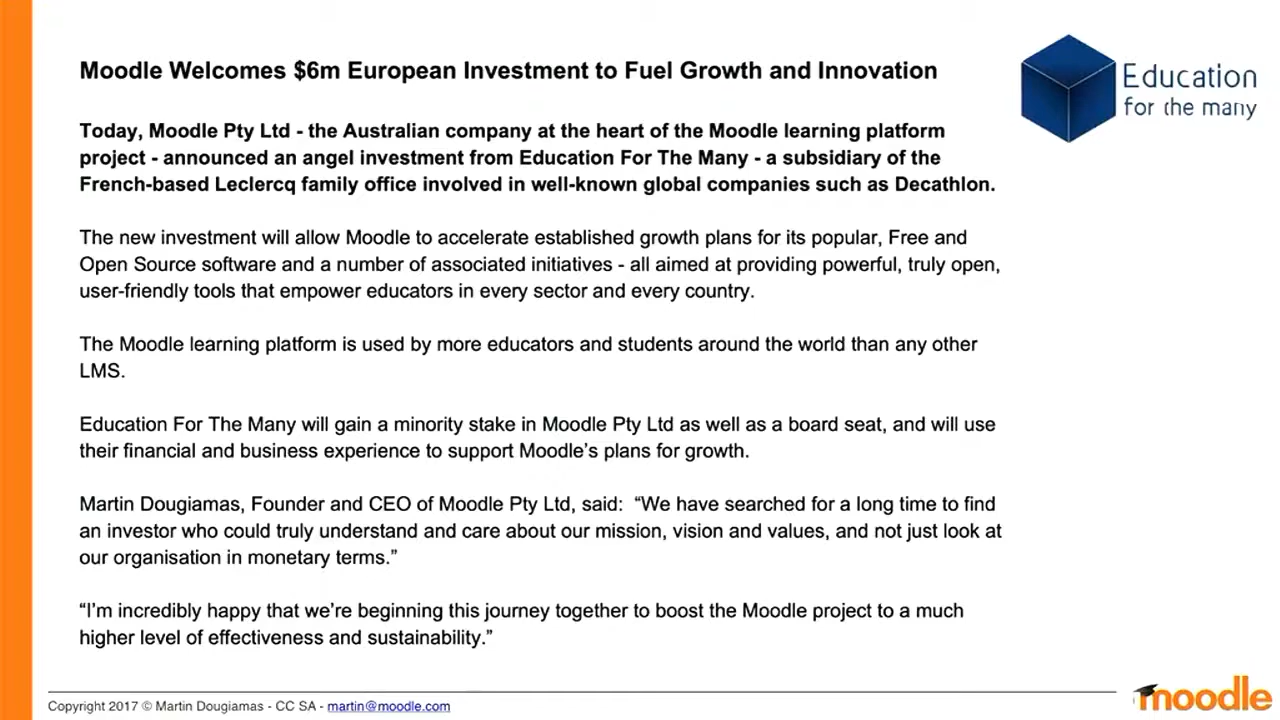 Moodle Welcomes $6m European Investment to Fuel Growth and Innovation
Education
for the many
Today, Moodle Pty Ltd - the Australian company at the heart of the Moodle learning platform
project - announced an angel investment from Education For The Many - a subsidiary of the
French-based Leclercq family office involved in well-known global companies such as Decathlon.
The new investment will allow Moodle to accelerate established growth plans for its popular, Free and
Open Source software and a number of associated initiatives - all aimed at providing powerful, truly open,
user-friendly tools that empower educators in every sector and every country.
The Moodle learning platform is used by more educators and students around the world than any other
LMS.
Education For The Many will gain a minority stake in Moodle Pty Ltd as well as a board seat, and will use
their financial and business experience to support Moodle’s plans for growth.
Martin Dougiamas, Founder and CEO of Moodle Pty Ltd, said:  “We have searched for a long time to find
an investor who could truly understand and care about our mission, vision and values, and not just look at
our organisation in monetary terms.”
“I’m incredibly happy that we’re beginning this journey together to boost the Moodle project to a much
higher level of effectiveness and sustainability.”
Copyright 2017 © Martin Dougiamas - CC SA - martin@moodle.com
moodle